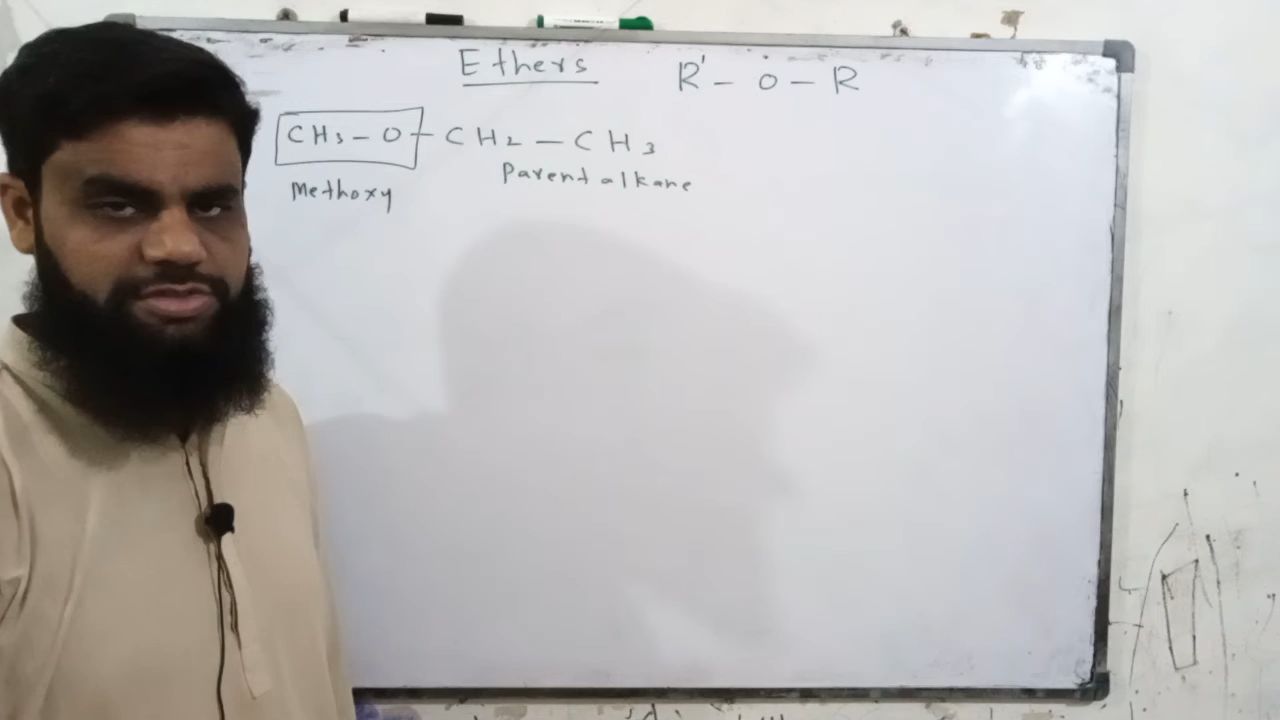 Ethers R' - O - R
CH3 - O - CH2 - CH3
Methoxy Parent alkane